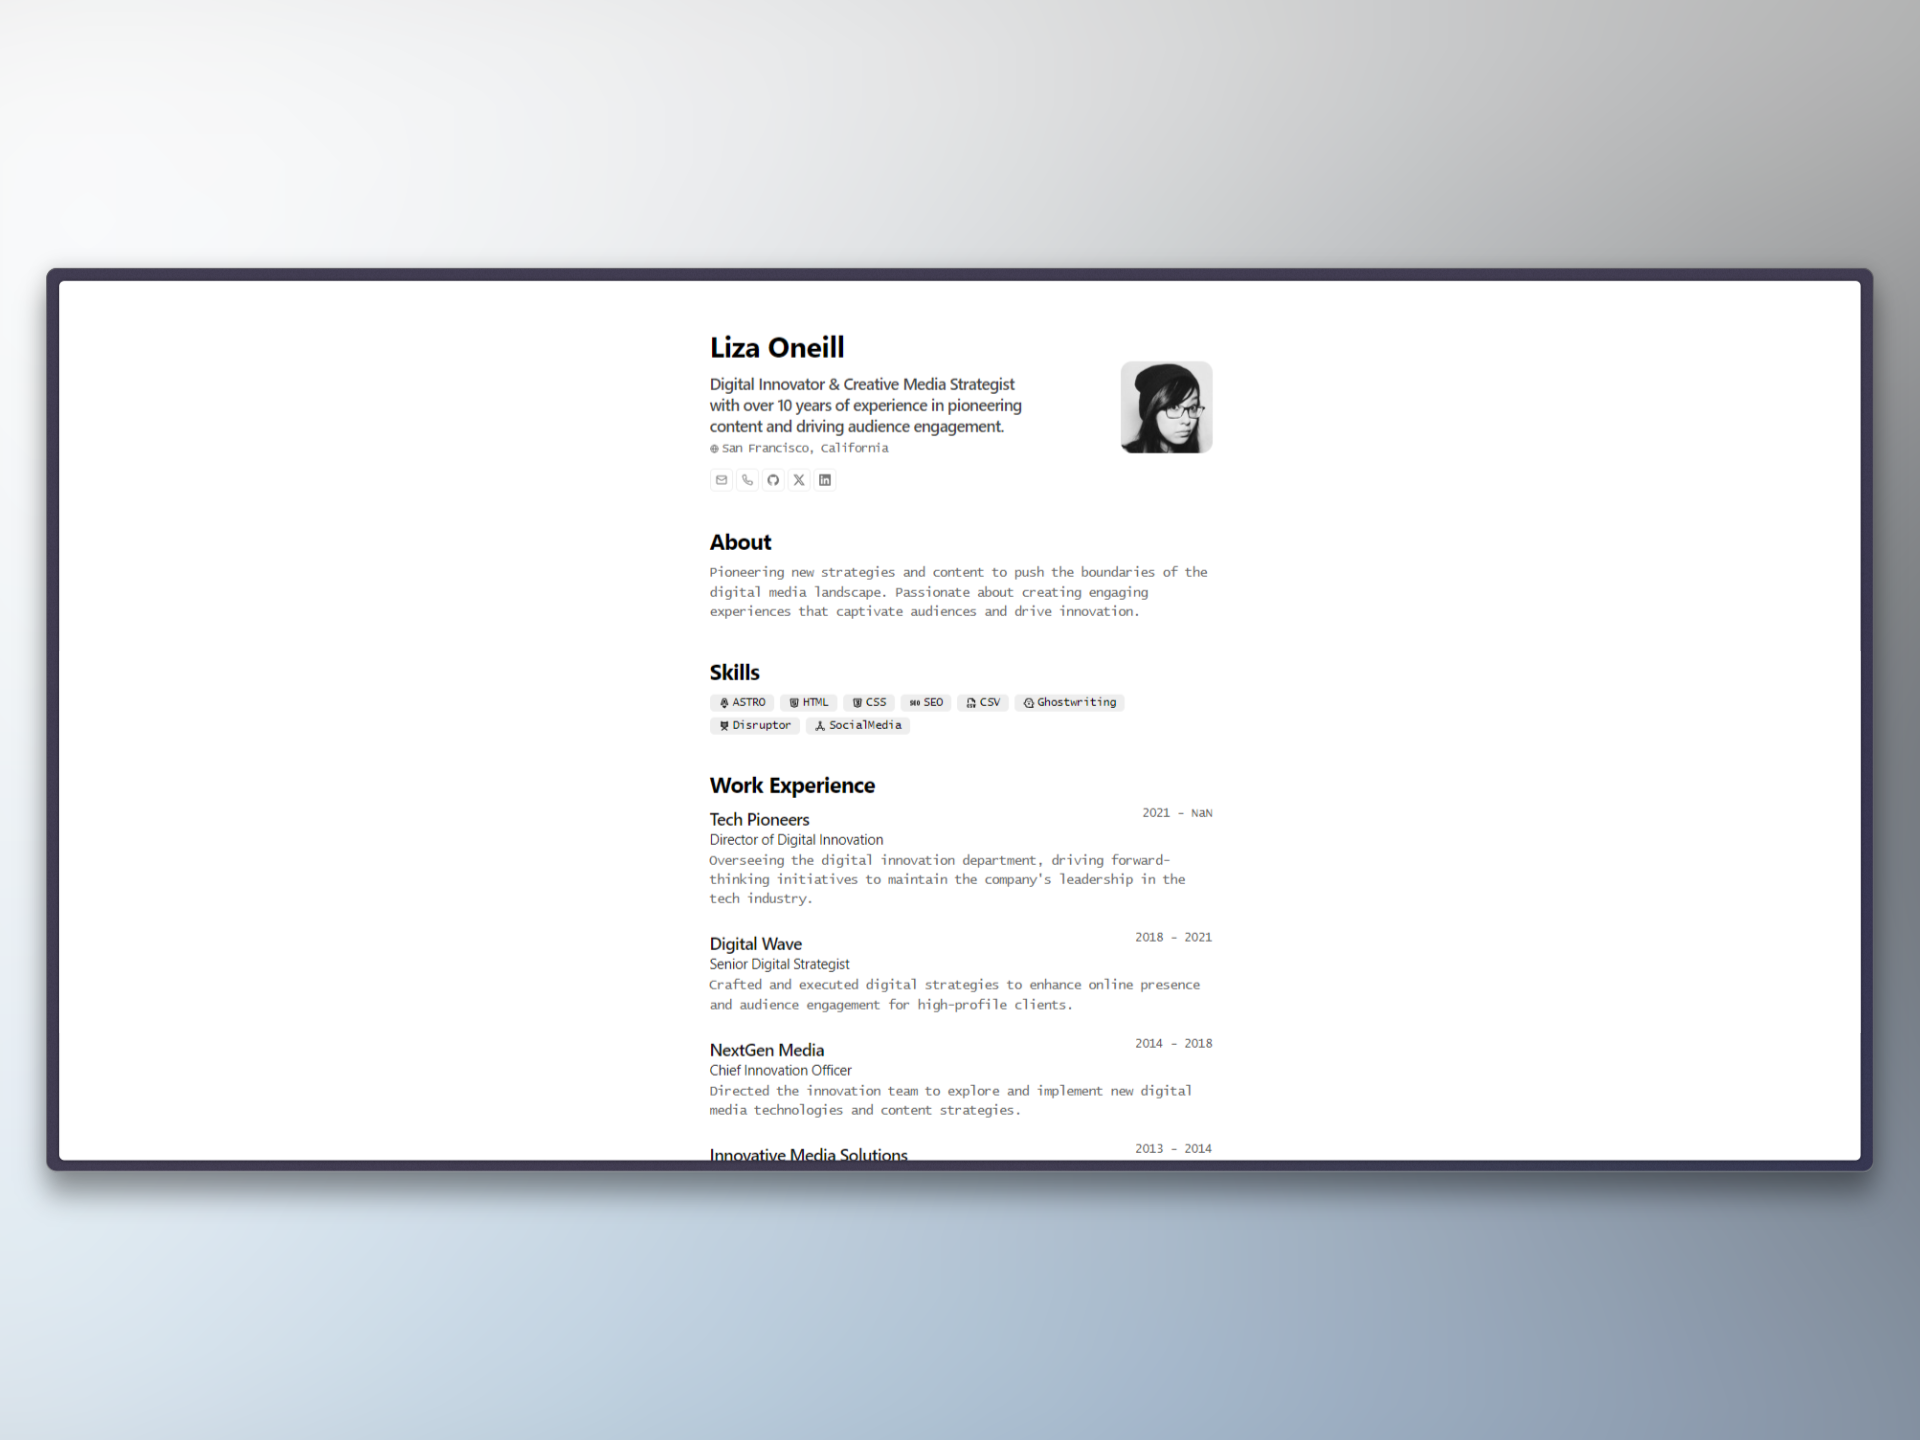 Liza Oneill
Digital Innovator & Creative Media Strategist
with over 10 years of experience in pioneering
content and driving audience engagement.
San Francisco, California
About
Pioneering new strategies and content to push the boundaries of the
digital media landscape. Passionate about creating engaging
experiences that captivate audiences and drive innovation.
Skills
ASTRO HTML CSS SEO SEO CSV Ghostwriting
Disruptor SocialMedia
Work Experience
Tech Pioneers 2021 - NaN
Director of Digital Innovation
Overseeing the digital innovation department, driving forward-
thinking initiatives to maintain the company's leadership in the
tech industry.
Digital Wave 2018 - 2021
Senior Digital Strategist
Crafted and executed digital strategies to enhance online presence
and audience engagement for high-profile clients.
NextGen Media 2014 - 2018
Chief Innovation Officer
Directed the innovation team to explore and implement new digital
media technologies and content strategies.
Innovative Media Solutions 2013 - 2014